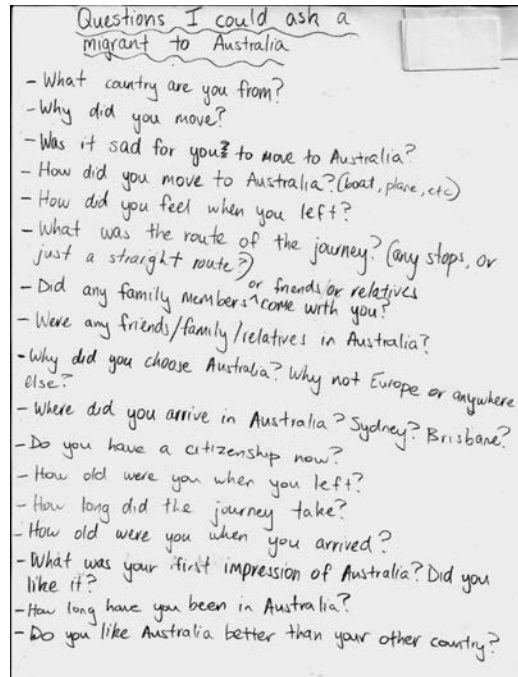 Questions I could ask a
migrant to Australia
- What country are you from?
- Why did you move?
- Was it sad for you? to move to Australia?
- How did you move to Australia? (boat, plane, etc)
- How did you feel when you left?
- What was the route of the journey? (any stops, or
just a straight route?)
- Did any family members ^ or friends/or relatives come with you?
- Were any friends/family/relatives in Australia?
- Why did you choose Australia? Why not Europe or anywhere
else?
- Where did you arrive in Australia? Sydney? Brisbane?
- Do you have a citizenship now?
- How old were you when you left?
- How long did the journey take?
- How old were you when you arrived?
- What was your first impression of Australia? Did you
like it?
- How long have you been in Australia?
- Do you like Australia better than your other country?